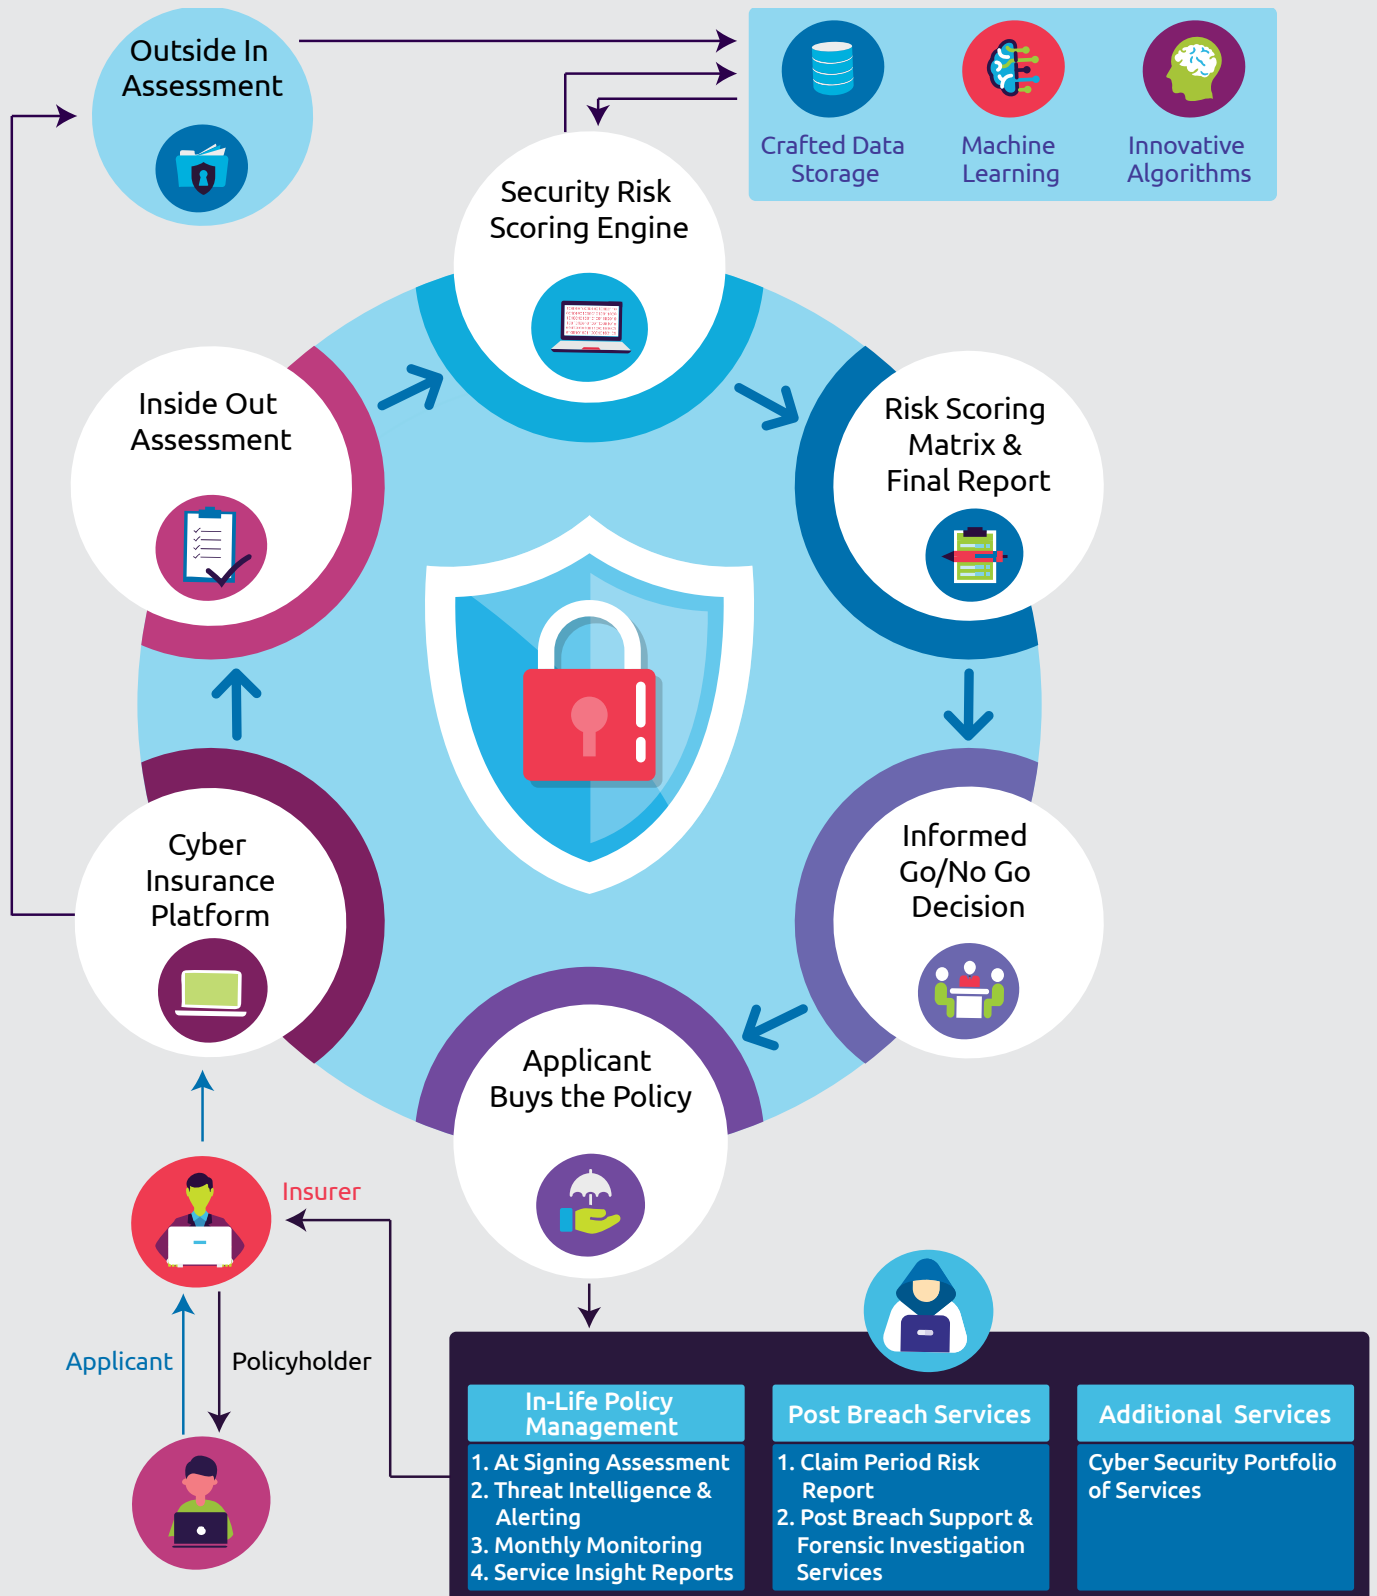 Outside In
Assessment
Crafted Data
Storage
Machine
Learning
Innovative
Algorithms
Security Risk
Scoring Engine
Inside Out
Assessment
Risk Scoring
Matrix &
Final Report
Cyber
Insurance
Platform
Informed
Go/No Go
Decision
Applicant
Buys the Policy
Insurer
Applicant
Policyholder
In-Life Policy
Management
1. At Signing Assessment
2. Threat Intelligence &
Alerting
3. Monthly Monitoring
4. Service Insight Reports
Post Breach Services
1. Claim Period Risk
Report
2. Post Breach Support &
Forensic Investigation
Services
Additional Services
Cyber Security Portfolio
of Services